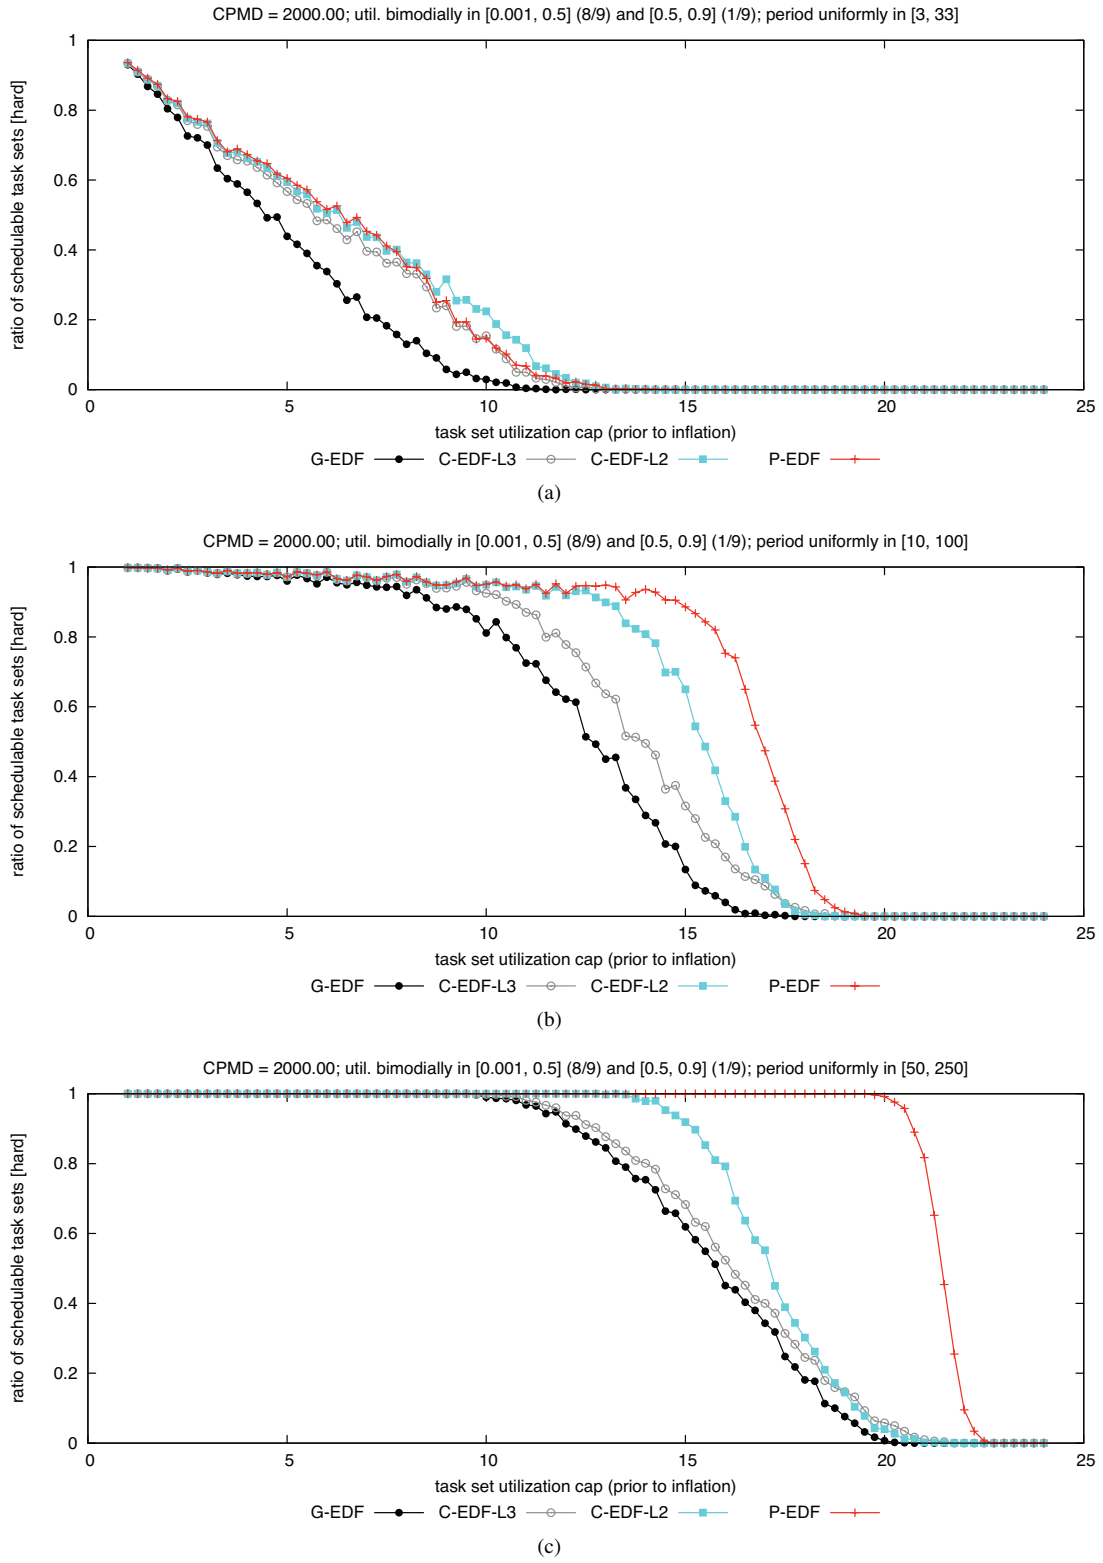 CPMD = 2000.00; util. bimodially in [0.001, 0.5] (8/9) and [0.5, 0.9] (1/9); period uniformly in [3, 33]
1
0.8
0.6
0.4
0.2
0
ratio of schedulable task sets [hard]
0 5 10 15 20 25
task set utilization cap (prior to inflation)
G-EDF C-EDF-L3 C-EDF-L2 P-EDF
(a)
CPMD = 2000.00; util. bimodially in [0.001, 0.5] (8/9) and [0.5, 0.9] (1/9); period uniformly in [10, 100]
1
0.8
0.6
0.4
0.2
0
ratio of schedulable task sets [hard]
0 5 10 15 20 25
task set utilization cap (prior to inflation)
G-EDF C-EDF-L3 C-EDF-L2 P-EDF
(b)
CPMD = 2000.00; util. bimodially in [0.001, 0.5] (8/9) and [0.5, 0.9] (1/9); period uniformly in [50, 250]
1
0.8
0.6
0.4
0.2
0
ratio of schedulable task sets [hard]
0 5 10 15 20 25
task set utilization cap (prior to inflation)
G-EDF C-EDF-L3 C-EDF-L2 P-EDF
(c)